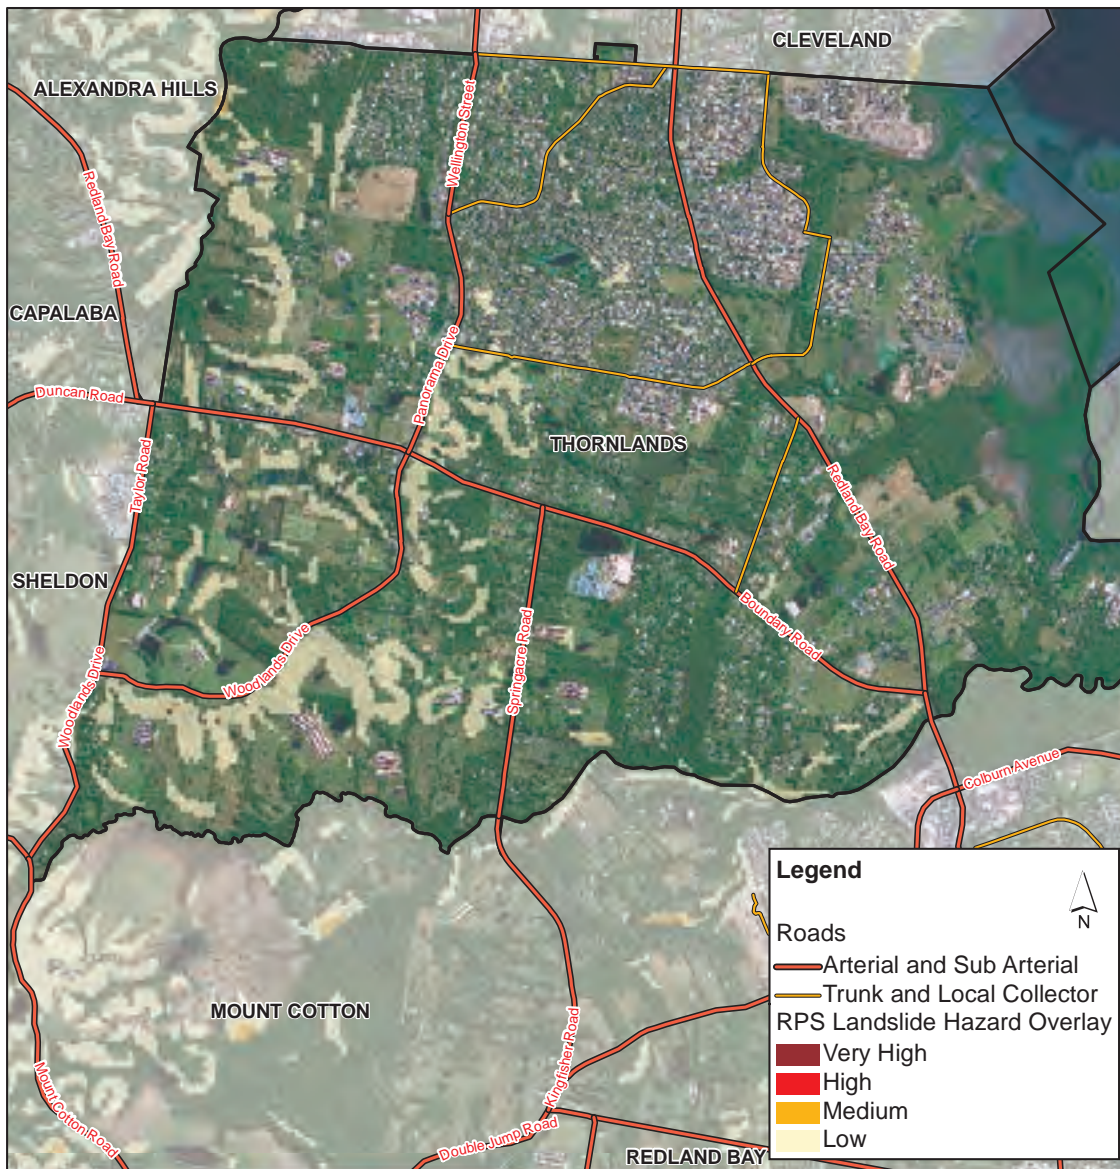 CLEVELAND
ALEXANDRA HILLS
Wellington Street
Redland Bay Road
CAPALABA
Panorama Drive
Duncan Road
THORNLANDS
Taylor Road
Redland Bay Road
SHELDON
Boundary Road
Woodlands Drive
Springacre Road
Woodlands Drive
Colburn Avenue
Legend
N
Roads
Arterial and Sub Arterial
Trunk and Local Collector
RPS Landslide Hazard Overlay
Very High
High
Medium
Low
MOUNT COTTON
Kingfisher Road
Mount Cotton Road
Double Jump Road
REDLAND BAY